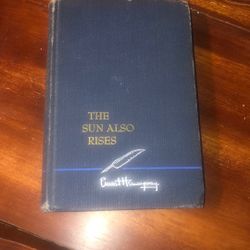 THE
SUN ALSO
RISES
Ernest Hemingway